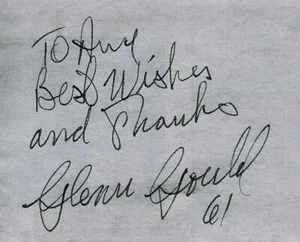 To Amy
Best Wishes
and Thanks
Glenn Gould
61